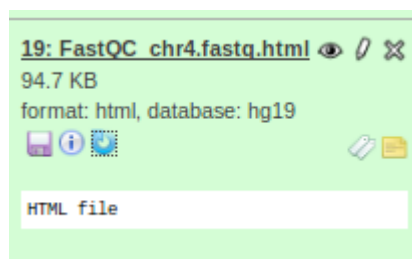 19: FastQC_chr4.fastq.html
94.7 KB
format: html, database: hg19
HTML file